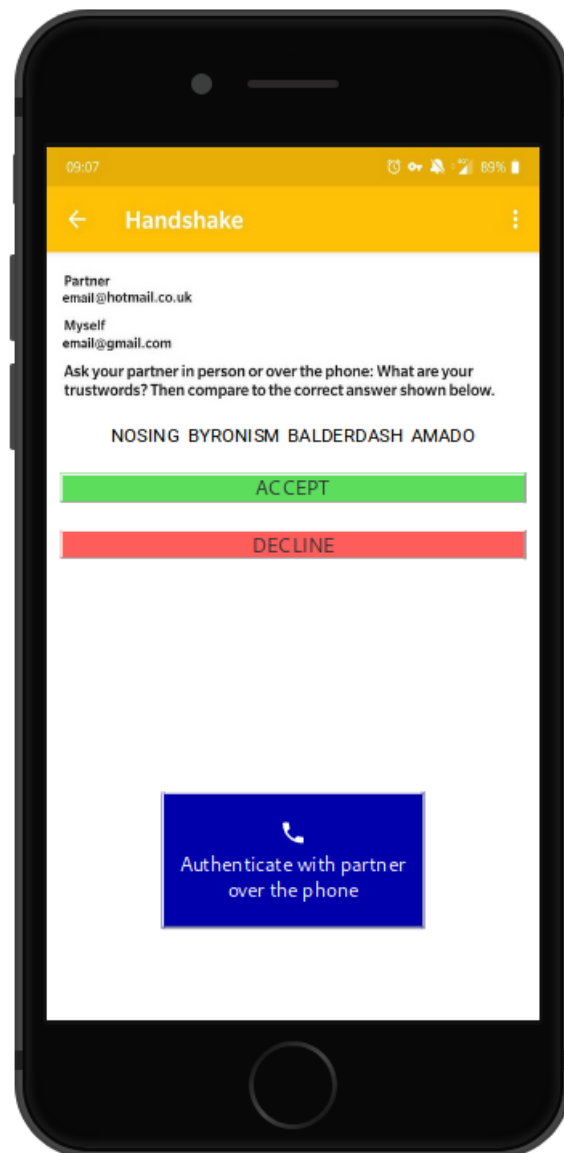 09:07 4G 89%
Handshake
Partner
email@hotmail.co.uk
Myself
email@gmail.com
Ask your partner in person or over the phone: What are your
trustwords? Then compare to the correct answer shown below.
NOSING BYRONISM BALDERDASH AMADO
ACCEPT
DECLINE
Authenticate with partner
over the phone